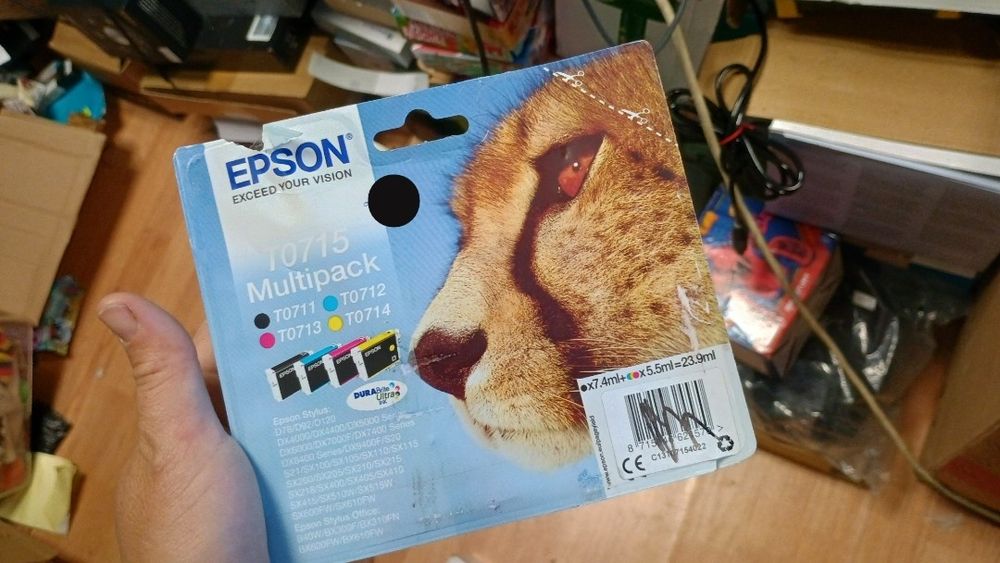 EPSON®
EXCEED YOUR VISION
T0715
Multipack
T0711 T0712
T0713 T0714
EPSON EPSON EPSON
DURABrite
Ultra
INK
Epson Stylus:
D78/D92/D120
DX4000/DX4400/DX5000 Series
DX6000/DX7000F/DX7400 Series
DX8400 Series/DX9400F/S20
S21/SX100/SX105/SX110/SX115
SX200/SX205/SX210/SX215
SX218/SX400/SX405/SX410
SX415/SX510W/SX515W
SX600FW/SX610FW
Epson Stylus Office:
B40W/BX300F/BX310FN
BX600FW/BX610FW
x7.4ml+ x5.5ml=23.9ml
CE
C13T07154022